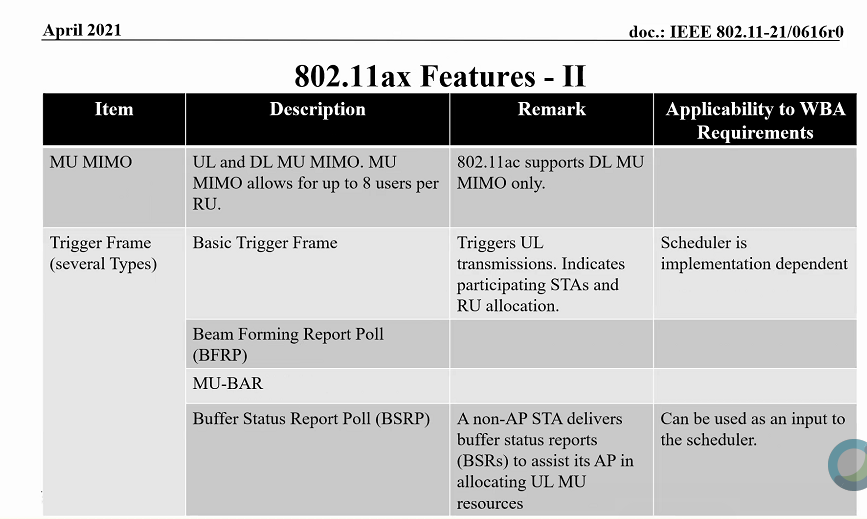 April 2021
doc.: IEEE 802.11-21/0616r0
802.11ax Features - II
Item
Description
Remark
Applicability to WBA
Requirements
MU MIMO
UL and DL MU MIMO. MU
MIMO allows for up to 8 users per
RU.
802.11ac supports DL MU
MIMO only.
Trigger Frame
(several Types)
Basic Trigger Frame
Triggers UL
transmissions. Indicates
participating STAs and
RU allocation.
Scheduler is
implementation dependent
Beam Forming Report Poll
(BFRP)
MU-BAR
Buffer Status Report Poll (BSRP)
A non-AP STA delivers
buffer status reports
(BSRs) to assist its AP in
allocating UL MU
resources
Can be used as an input to
the scheduler.